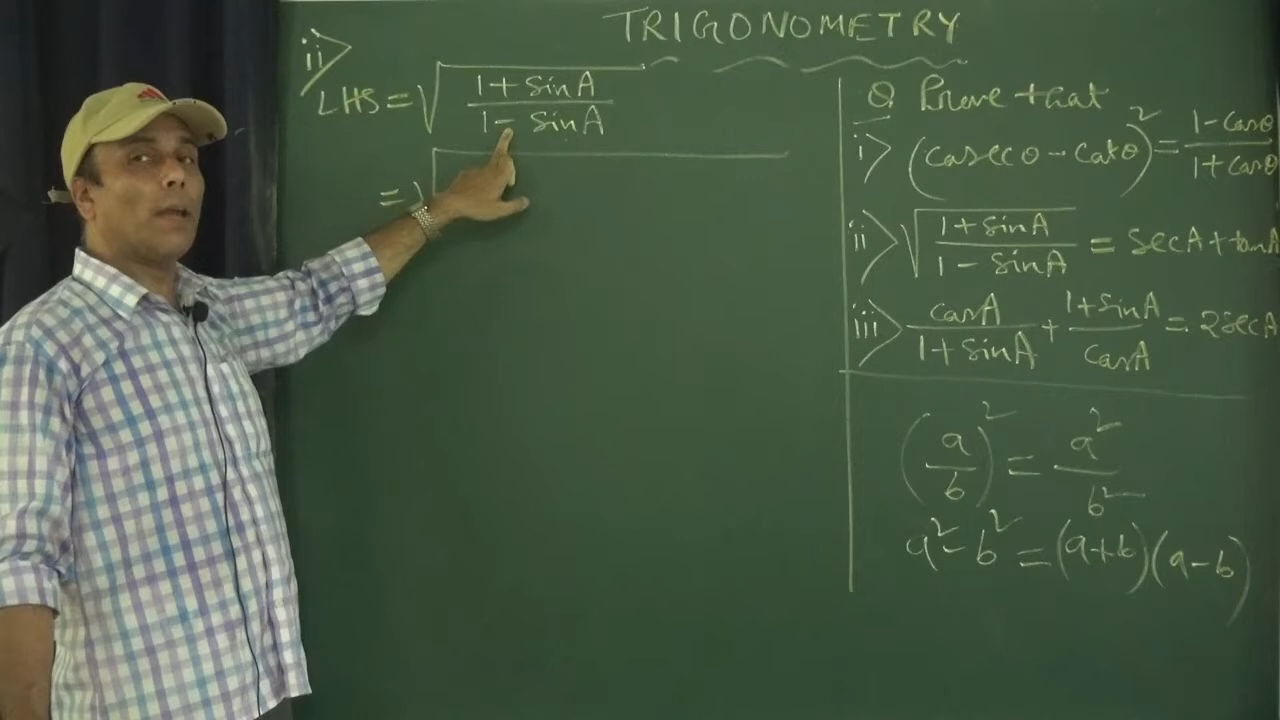 TRIGONOMETRY
ii>
LHS = √((1 + sinA)/(1 - sinA))
= √
Q. Prove that
i> (cosecθ - cotθ)² = (1 - cosθ)/(1 + cosθ)
ii> √((1 + sinA)/(1 - sinA)) = secA + tanA
iii> cosA/(1 + sinA) + (1 + sinA)/cosA = 2secA
(a/b)² = a²/b²
a² - b² = (a+b)(a-b)